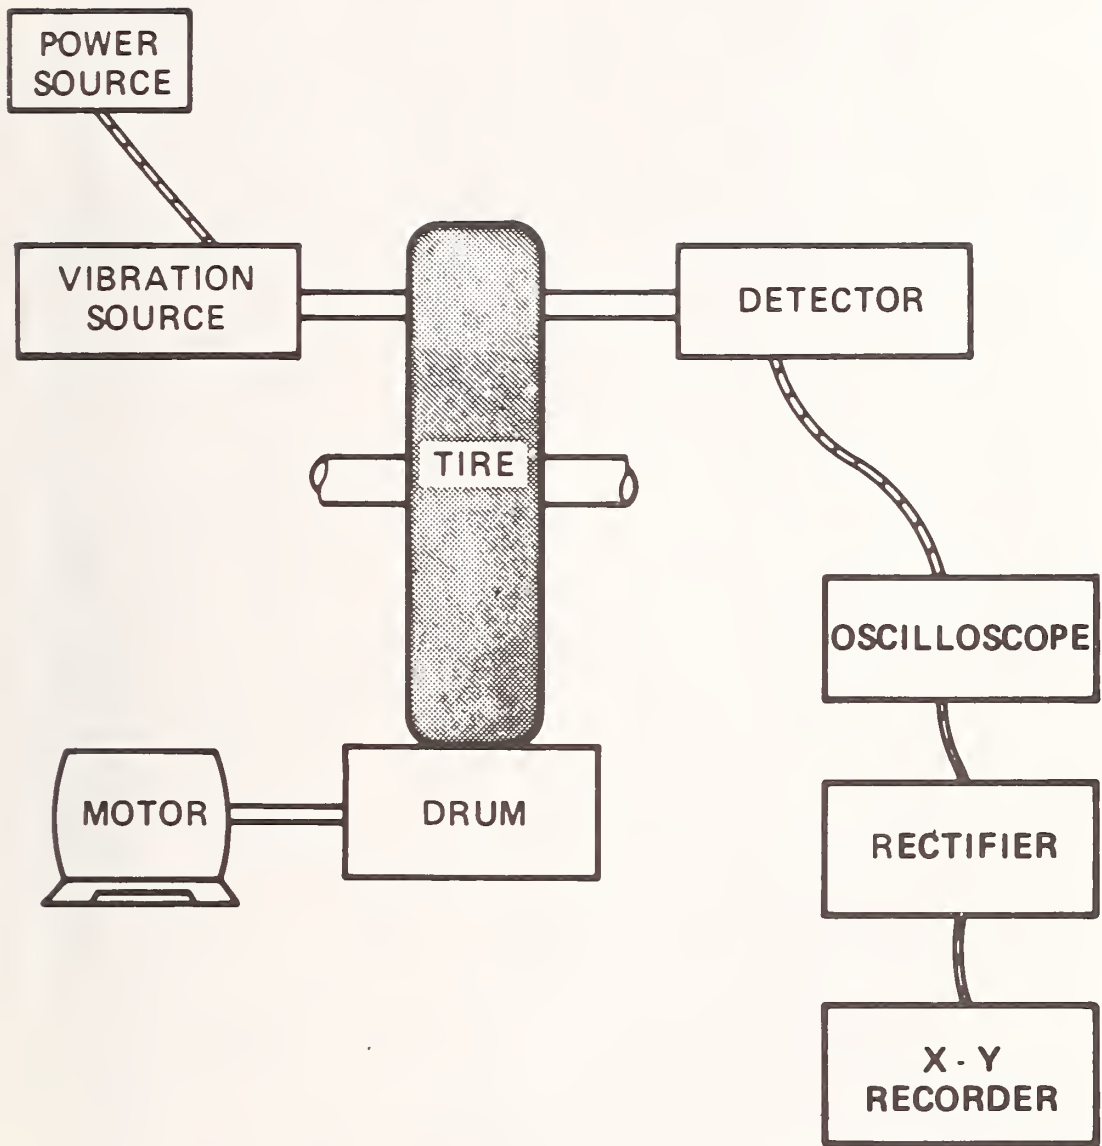 POWER
SOURCE
VIBRATION
SOURCE
DETECTOR
TIRE
OSCILLOSCOPE
MOTOR
DRUM
RECTIFIER
X - Y
RECORDER